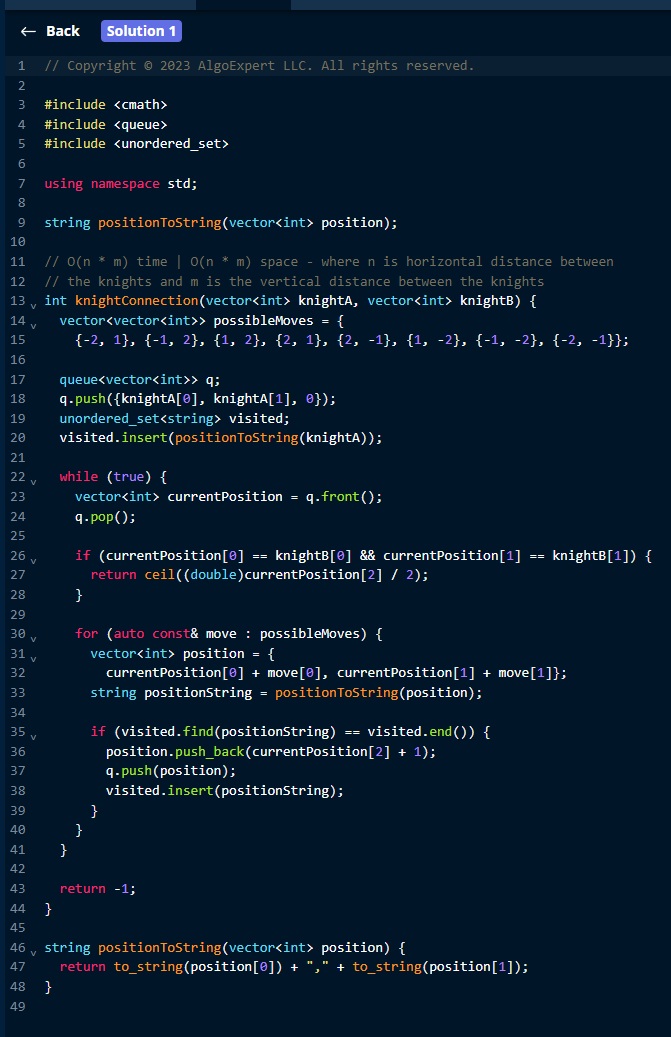 ← Back Solution 1
1 // Copyright © 2023 AlgoExpert LLC. All rights reserved.
2
3 #include <cmath>
4 #include <queue>
5 #include <unordered_set>
6
7 using namespace std;
8
9 string positionToString(vector<int> position);
10
11 // O(n * m) time | O(n * m) space - where n is horizontal distance between
12 // the knights and m is the vertical distance between the knights
13 int knightConnection(vector<int> knightA, vector<int> knightB) {
14   vector<vector<int>> possibleMoves = {
15     {-2, 1}, {-1, 2}, {1, 2}, {2, 1}, {2, -1}, {1, -2}, {-1, -2}, {-2, -1}};
16
17   queue<vector<int>> q;
18   q.push({knightA[0], knightA[1], 0});
19   unordered_set<string> visited;
20   visited.insert(positionToString(knightA));
21
22   while (true) {
23     vector<int> currentPosition = q.front();
24     q.pop();
25
26     if (currentPosition[0] == knightB[0] && currentPosition[1] == knightB[1]) {
27       return ceil((double)currentPosition[2] / 2);
28     }
29
30     for (auto const& move : possibleMoves) {
31       vector<int> position = {
32         currentPosition[0] + move[0], currentPosition[1] + move[1]};
33       string positionString = positionToString(position);
34
35       if (visited.find(positionString) == visited.end()) {
36         position.push_back(currentPosition[2] + 1);
37         q.push(position);
38         visited.insert(positionString);
39       }
40     }
41   }
42
43   return -1;
44 }
45
46 string positionToString(vector<int> position) {
47   return to_string(position[0]) + "," + to_string(position[1]);
48 }
49